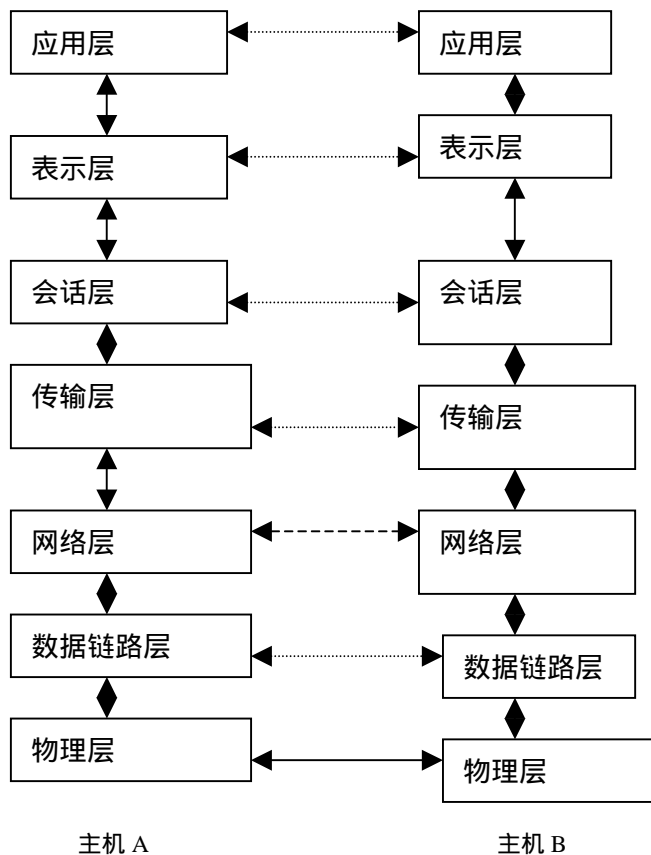 应用层
应用层
表示层
表示层
会话层
会话层
传输层
传输层
网络层
网络层
数据链路层
数据链路层
物理层
物理层
主机 A
主机 B